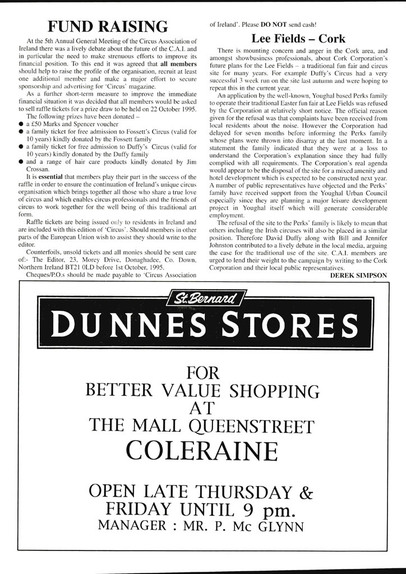 FUND RAISING
At the 5th Annual General Meeting of the Circus Association of
Ireland there was a lively debate about the future of the C.A.I. and
in particular the need to make strenuous efforts to improve its
financial position. To this end it was agreed that all members
should help to raise the profile of the organisation, recruit at least
one additional member and make a major effort to secure
sponsorship and advertising for 'Circus' magazine.
As a further short-term measure to improve the immediate
financial situation it was decided that all members would be asked
to sell raffle tickets for a prize draw to be held on 22 October 1995.
The following prizes have been donated –
● a £50 Marks and Spencer voucher
● a family ticket for free admission to Fossett's Circus (valid for
10 years) kindly donated by the Fossett family
● a family ticket for free admission to Duffy's Circus (valid for
10 years) kindly donated by the Duffy family
● and a range of hair care products kindly donated by Jim
Crossan.
It is essential that members play their part in the success of the
raffle in order to ensure the continuation of Ireland's unique circus
organisation which brings together all those who share a true love
of circus and which enables circus professionals and the friends of
circus to work together for the well being of this traditional art
form.
Raffle tickets are being issued only to residents in Ireland and
are included with this edition of 'Circus'. Should members in other
parts of the European Union wish to assist they should write to the
editor.
Counterfoils, unsold tickets and all monies should be sent care
of:- The Editor, 23, Morey Drive, Donaghadee, Co. Down,
Northern Ireland BT21 0LD before 1st October, 1995.
Cheques/P.O.s should be made payable to 'Circus Association
of Ireland'. Please DO NOT send cash!
Lee Fields – Cork
There is mounting concern and anger in the Cork area, and
amongst showbusiness professionals, about Cork Corporation's
future plans for the Lee Fields – a traditional fun fair and circus
site for many years. For example Duffy's Circus had a very
successful 3 week run on the site last autumn and were hoping to
repeat this in the current year.
An application by the well-known, Youghal based Perks family
to operate their traditional Easter fun fair at Lee Fields was refused
by the Corporation at relatively short notice. The official reason
given for the refusal was that complaints have been received from
local residents about the noise. However the Corporation had
delayed for seven months before informing the Perks family
whose plans were thrown into disarray at the last moment. In a
statement the family indicated that they were at a loss to
understand the Corporation's explanation since they had fully
complied with all requirements. The Corporation's real agenda
would appear to be the disposal of the site for a mixed amenity and
hotel development which is expected to be constructed next year.
A number of public representatives have objected and the Perks'
family have received support from the Youghal Urban Council
especially since they are planning a major leisure development
project in Youghal itself which will generate considerable
employment.
The refusal of the site to the Perks' family is likely to mean that
others including the Irish circuses will also be placed in a similar
position. Therefore David Duffy along with Bill and Jennifer
Johnston contributed to a lively debate in the local media, arguing
the case for the traditional use of the site. C.A.I. members are
urged to lend their weight to the campaign by writing to the Cork
Corporation and their local public representatives.
DEREK SIMPSON
St. Bernard
DUNNES STORES
FOR
BETTER VALUE SHOPPING
AT
THE MALL QUEENSTREET
COLERAINE
OPEN LATE THURSDAY &
FRIDAY UNTIL 9 pm.
MANAGER : MR. P. Mc GLYNN